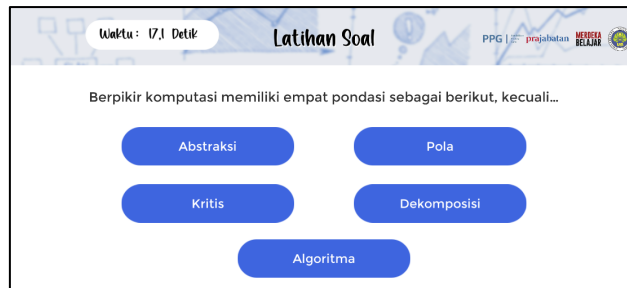 Waktu: 17,1 Detik
Latihan Soal
PPG prajabatan MERDEKA BELAJAR
Berpikir komputasi memiliki empat pondasi sebagai berikut, kecuali...
Abstraksi
Pola
Kritis
Dekomposisi
Algoritma